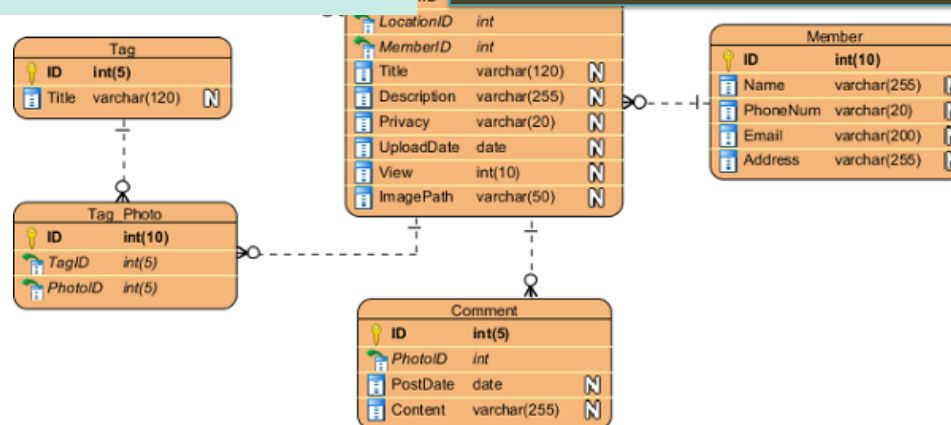 Tag
ID int(5)
Title varchar(120) N
Tag_Photo
ID int(10)
TagID int(5)
PhotoID int(5)
LocationID int
MemberID int
Title varchar(120) N
Description varchar(255) N
Privacy varchar(20) N
UploadDate date N
View int(10) N
ImagePath varchar(50) N
Comment
ID int(5)
PhotoID int
PostDate date N
Content varchar(255) N
Member
ID int(10)
Name varchar(255)
PhoneNum varchar(20)
Email varchar(200)
Address varchar(255)